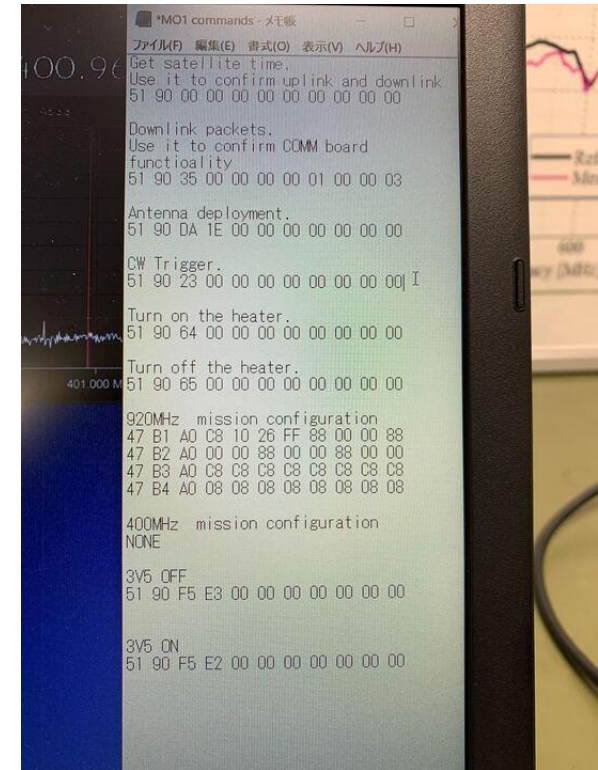 *MO1 commands - メモ帳
ファイル(F) 編集(E) 書式(O) 表示(V) ヘルプ(H)
Get satellite time.
Use it to confirm uplink and downlink
51 90 00 00 00 00 00 00 00 00 00
Downlink packets.
Use it to confirm COMM board
functioality
51 90 35 00 00 00 00 01 00 00 03
Antenna deployment.
51 90 DA 1E 00 00 00 00 00 00 00
CW Trigger.
51 90 23 00 00 00 00 00 00 00 00
Turn on the heater.
51 90 64 00 00 00 00 00 00 00 00
Turn off the heater.
51 90 65 00 00 00 00 00 00 00 00
920MHz mission configuration
47 B1 A0 C8 10 26 FF 88 00 00 88
47 B2 A0 00 00 88 00 00 88 00 00
47 B3 A0 C8 C8 C8 C8 C8 C8 C8 C8
47 B4 A0 08 08 08 08 08 08 08 08
400MHz mission configuration
NONE
3V5 OFF
51 90 F5 E3 00 00 00 00 00 00 00
3V5 ON
51 90 F5 E2 00 00 00 00 00 00 00
400.96
401.000 M
600